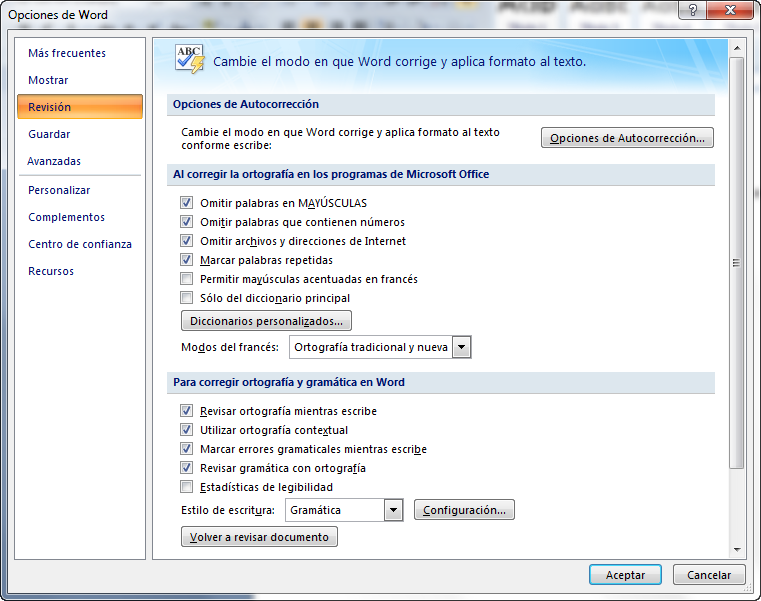 Opciones de Word
Más frecuentes
Mostrar
Revisión
Guardar
Avanzadas
Personalizar
Complementos
Centro de confianza
Recursos
ABC
Cambie el modo en que Word corrige y aplica formato al texto.
Opciones de Autocorrección
Cambie el modo en que Word corrige y aplica formato al texto
conforme escribe:
Opciones de Autocorrección...
Al corregir la ortografía en los programas de Microsoft Office
Omitir palabras en MAYÚSCULAS
Omitir palabras que contienen números
Omitir archivos y direcciones de Internet
Marcar palabras repetidas
Permitir mayúsculas acentuadas en francés
Sólo del diccionario principal
Diccionarios personalizados...
Modos del francés: Ortografía tradicional y nueva
Para corregir ortografía y gramática en Word
Revisar ortografía mientras escribe
Utilizar ortografía contextual
Marcar errores gramaticales mientras escribe
Revisar gramática con ortografía
Estadísticas de legibilidad
Estilo de escritura: Gramática Configuración...
Volver a revisar documento
Aceptar Cancelar